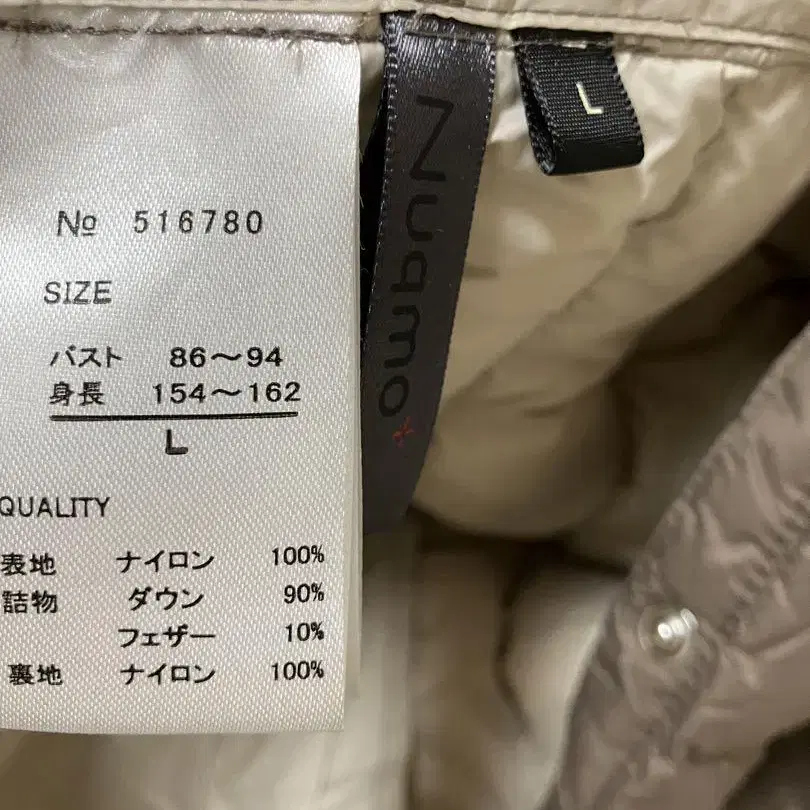 № 516780
SIZE
バスト 86～94
身長 154～162
L
QUALITY
表地 ナイロン 100%
詰物 ダウン 90%
フェザー 10%
裏地 ナイロン 100%
Nuamo
L